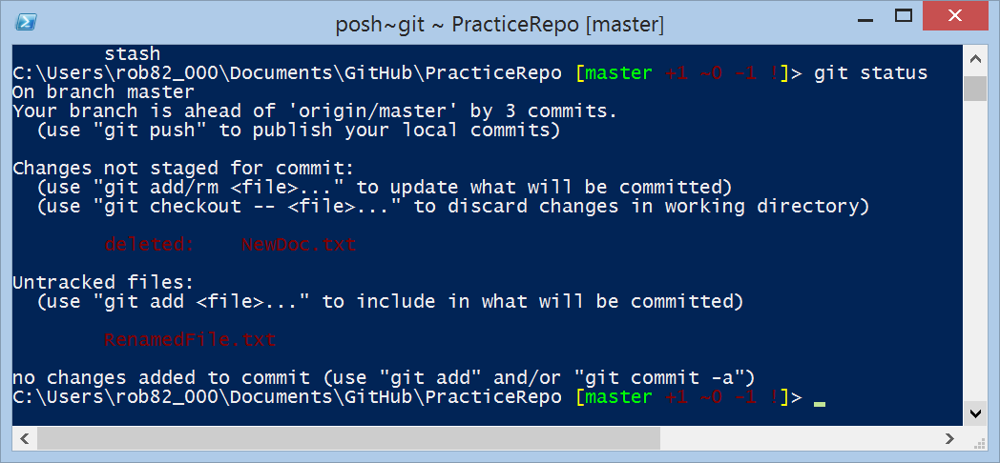 posh~git ~ PracticeRepo [master]
stash
C:\Users\rob82_000\Documents\GitHub\PracticeRepo [master +1 ~0 -1 !]> git status
On branch master
Your branch is ahead of 'origin/master' by 3 commits.
  (use "git push" to publish your local commits)
Changes not staged for commit:
  (use "git add/rm <file>..." to update what will be committed)
  (use "git checkout -- <file>..." to discard changes in working directory)
        deleted:    NewDoc.txt
Untracked files:
  (use "git add <file>..." to include in what will be committed)
        RenamedFile.txt
no changes added to commit (use "git add" and/or "git commit -a")
C:\Users\rob82_000\Documents\GitHub\PracticeRepo [master +1 ~0 -1 !]> _